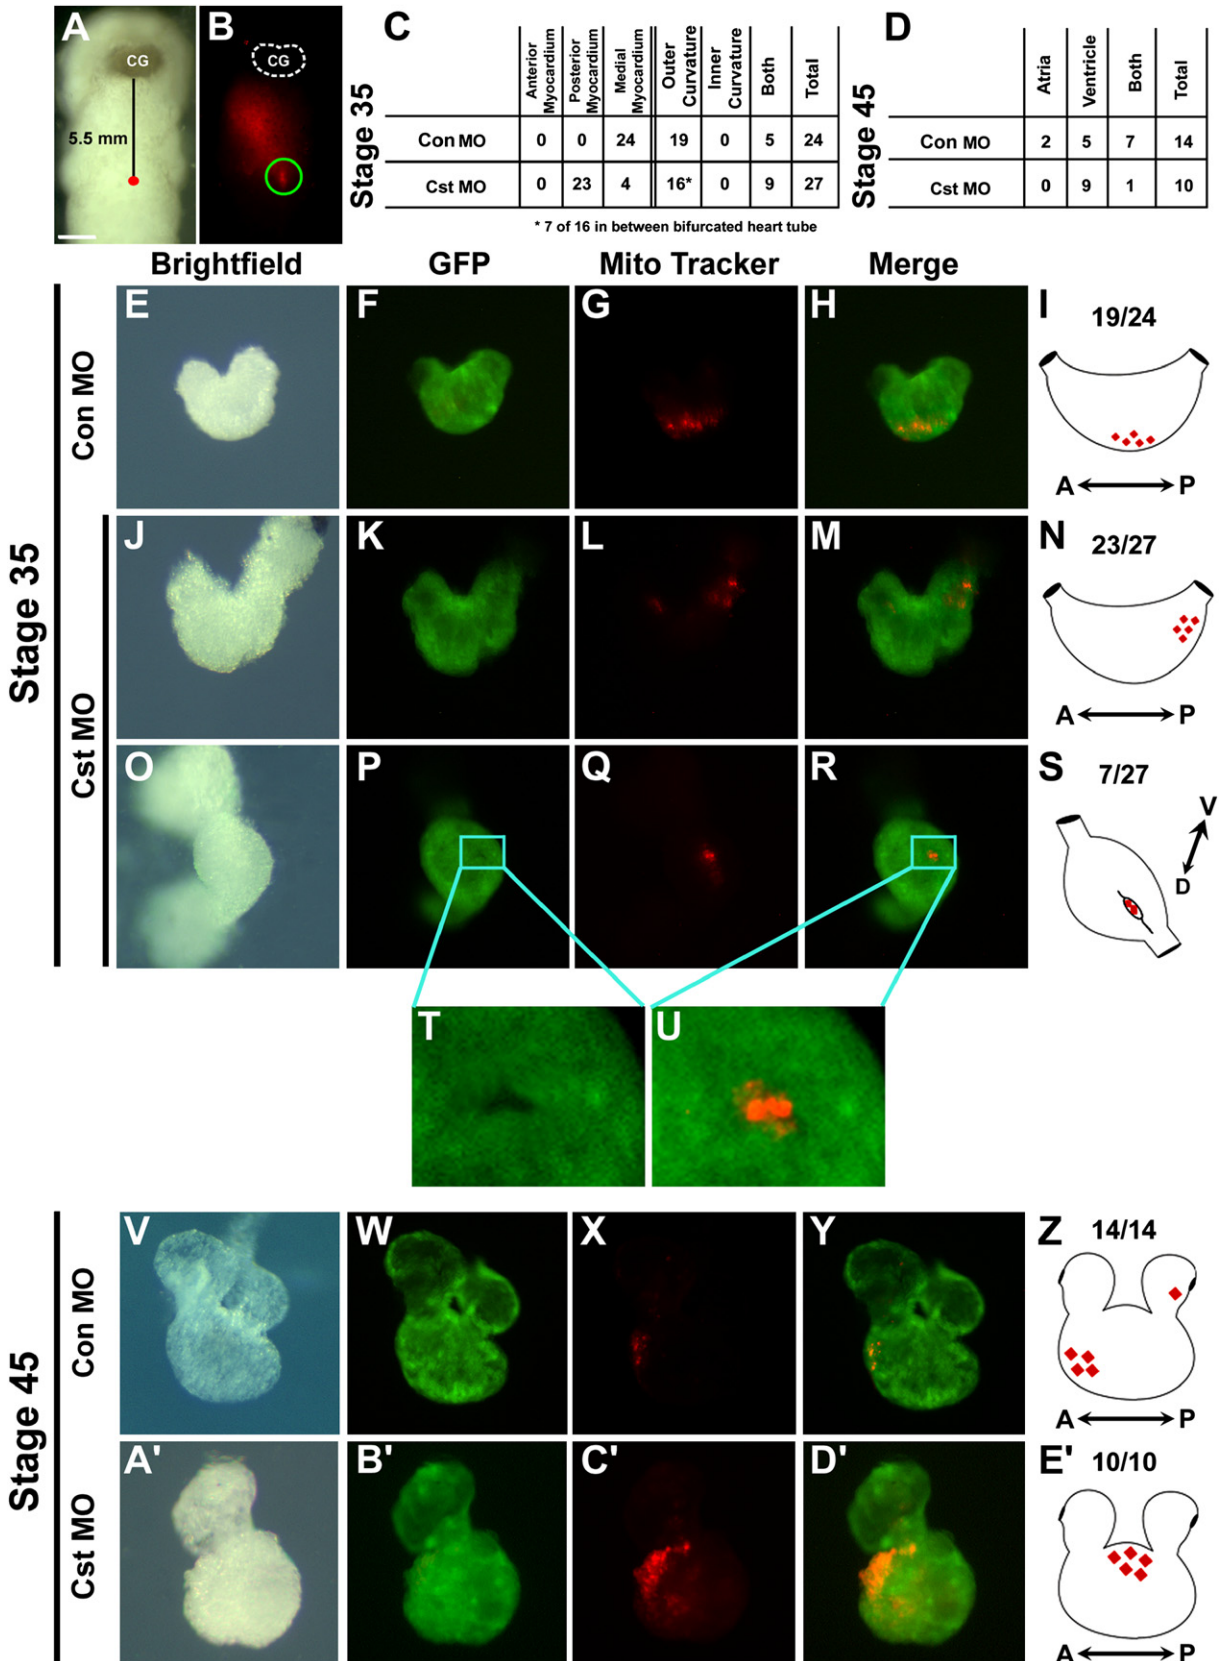 A
CG
5.5 mm
B
CG
C
Stage 35
Anterior Myocardium
Posterior Myocardium
Medial Myocardium
Outer Curvature
Inner Curvature
Both
Total
Con MO 0 0 24 19 0 5 24
Cst MO 0 23 4 16* 0 9 27
* 7 of 16 in between bifurcated heart tube
D
Stage 45
Atria
Ventricle
Both
Total
Con MO 2 5 7 14
Cst MO 0 9 1 10
Brightfield GFP Mito Tracker Merge
Stage 35
Con MO
E F G H I
19/24
A P
Cst MO
J K L M N
23/27
A P
O P Q R S
7/27
V
D
T U
Stage 45
Con MO
V W X Y Z
14/14
A P
Cst MO
A' B' C' D' E'
10/10
A P